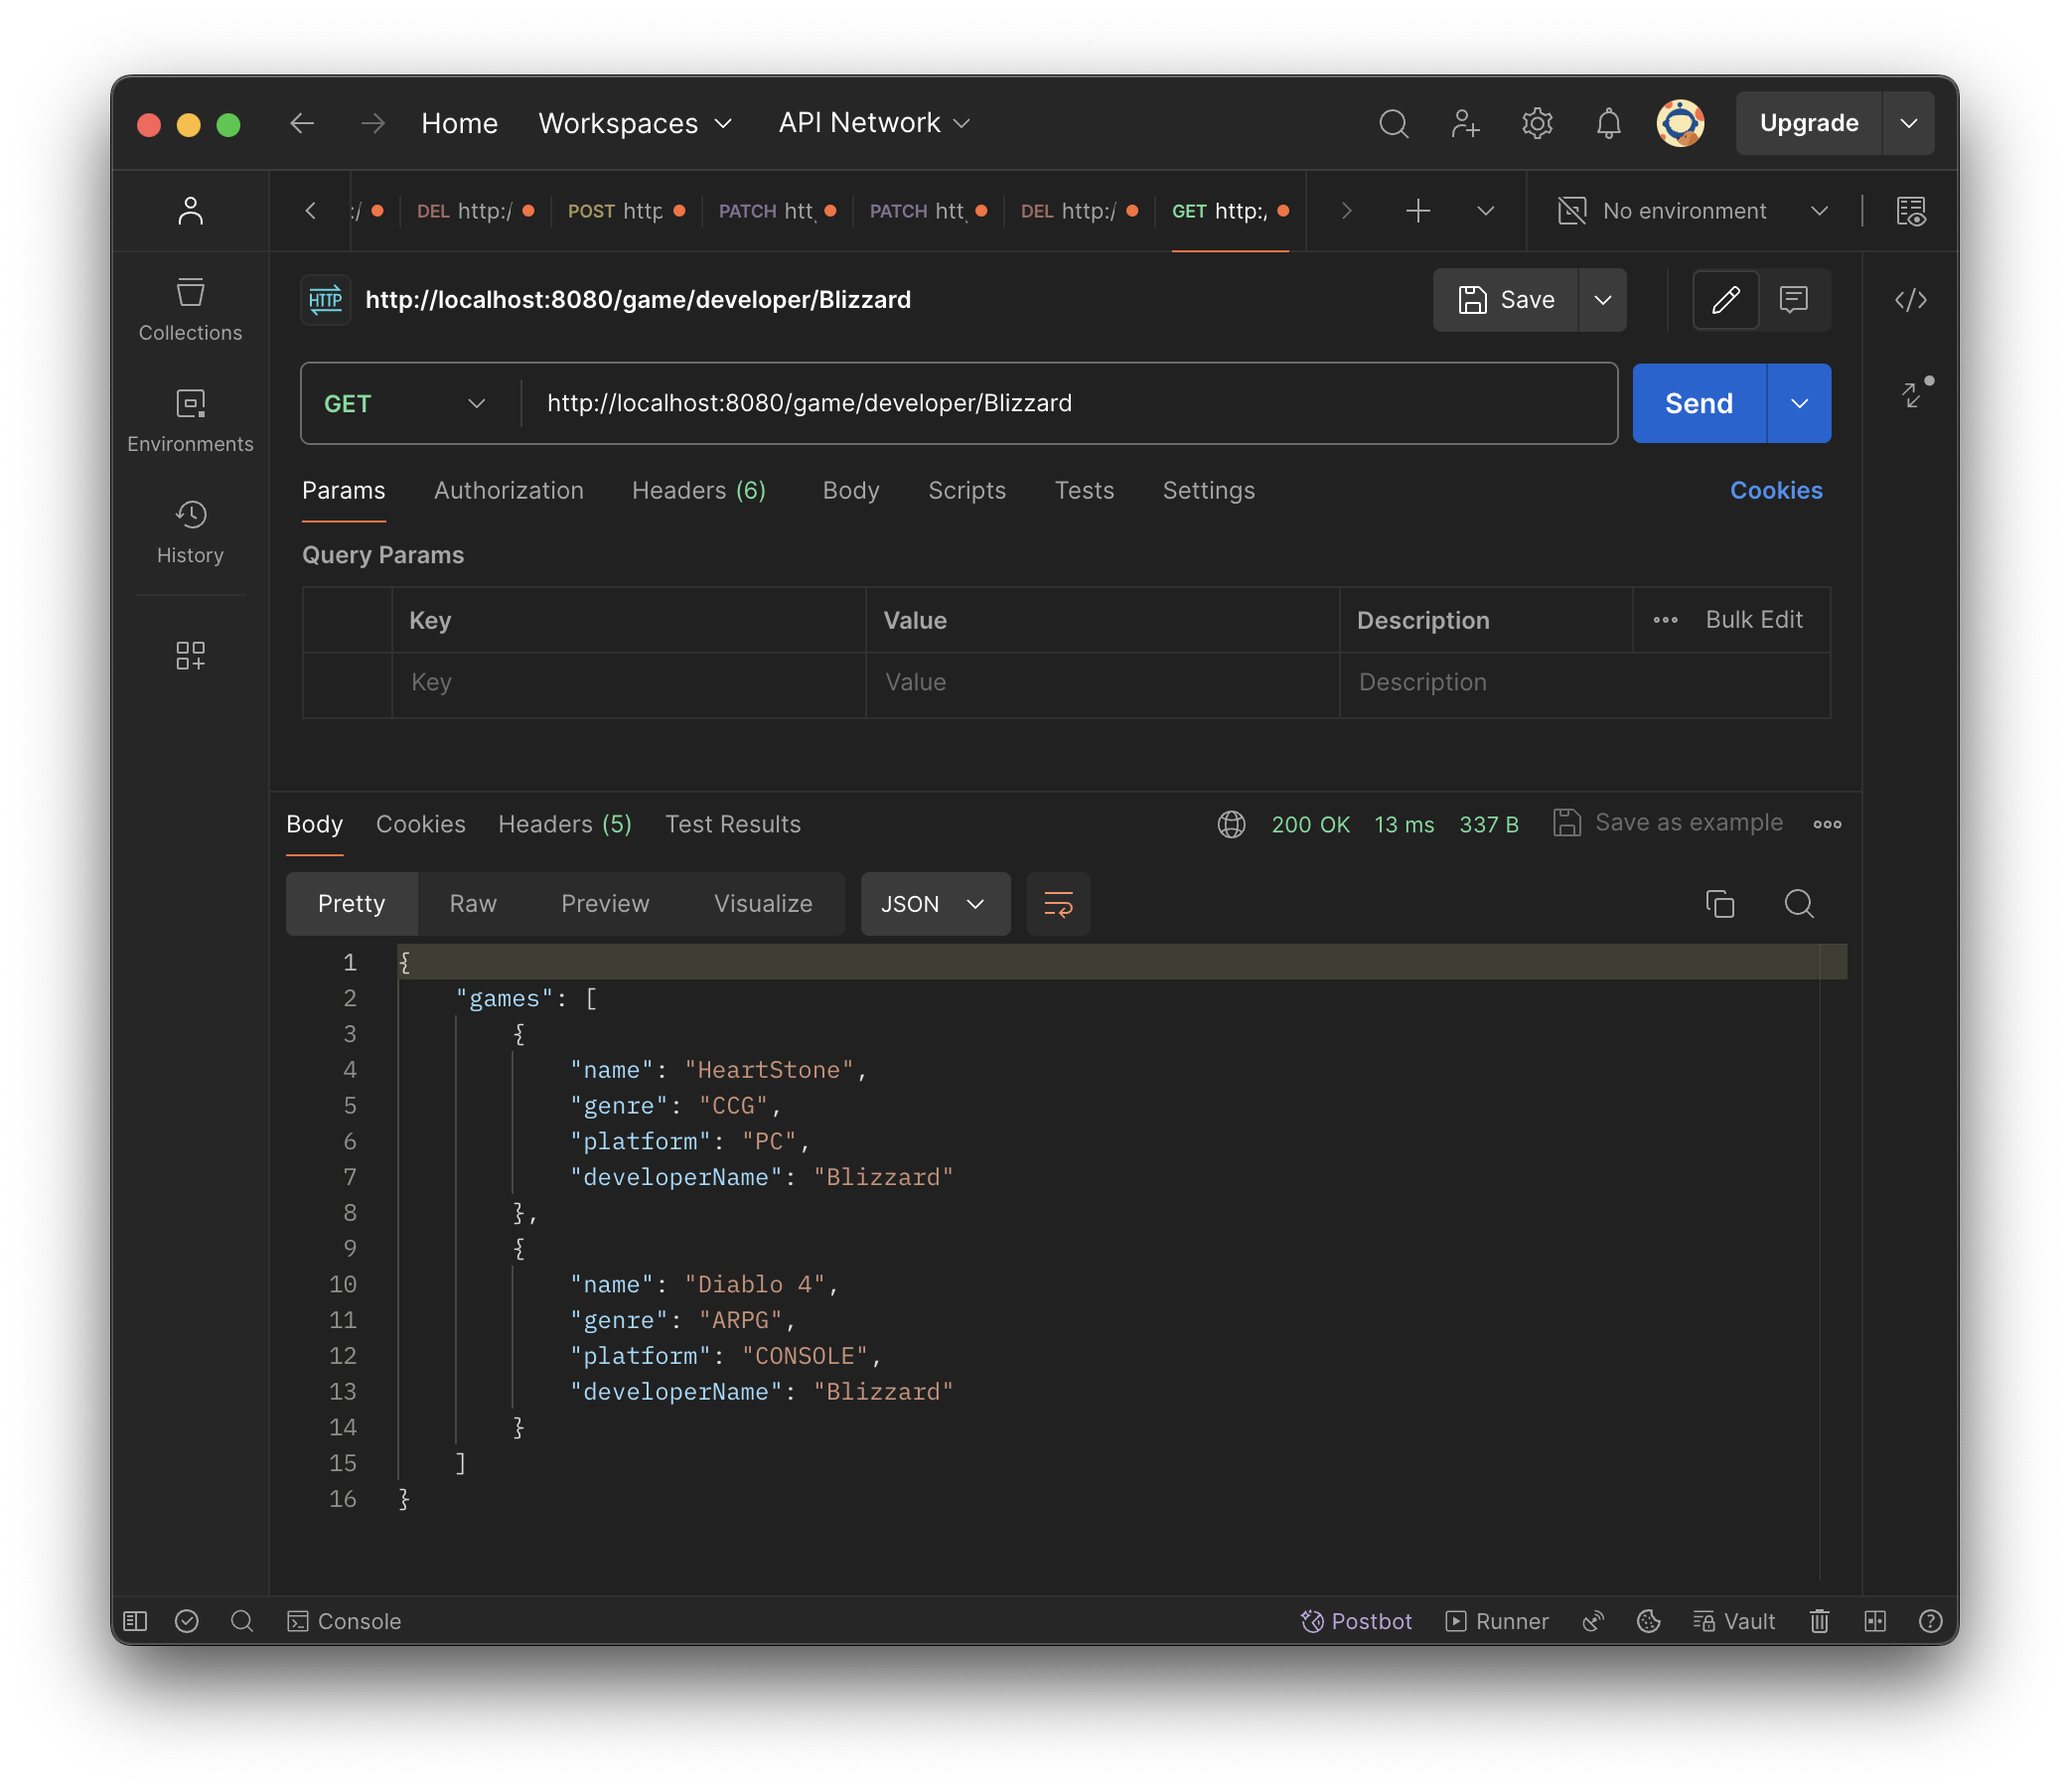 Home Workspaces API Network Upgrade
:/ DEL http:/ POST http PATCH htt PATCH htt DEL http:/ GET http:/ No environment
HTTP http://localhost:8080/game/developer/Blizzard Save
Collections
GET http://localhost:8080/game/developer/Blizzard Send
Environments
Params Authorization Headers (6) Body Scripts Tests Settings Cookies
History
Query Params
Key Value Description Bulk Edit
Key Value Description
Body Cookies Headers (5) Test Results 200 OK 13 ms 337 B Save as example
Pretty Raw Preview Visualize JSON
1 {
2 "games": [
3 {
4 "name": "HeartStone",
5 "genre": "CCG",
6 "platform": "PC",
7 "developerName": "Blizzard"
8 },
9 {
10 "name": "Diablo 4",
11 "genre": "ARPG",
12 "platform": "CONSOLE",
13 "developerName": "Blizzard"
14 }
15 ]
16 }
Console Postbot Runner Vault